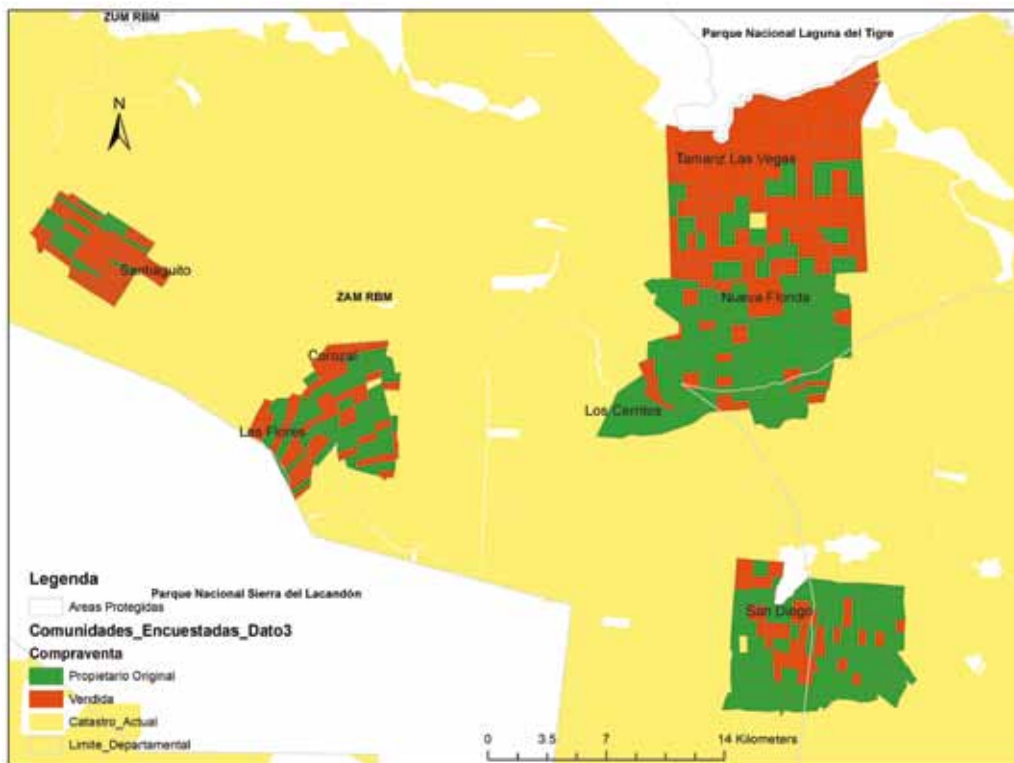 ZUM RBM
Parque Nacional Laguna del Tigre
N
Tamariz Las Vegas
Santiaguito
ZAM RBM
Nueva Florida
Corozal
Los Cerritos
Las Flores
Legenda
Parque Nacional Sierra del Lacandón
Areas Protegidas
San Diego
Comunidades_Encuestadas_Dato3
Compraventa
Propietario Original
Vendida
Catastro_Actual
Limite_Departamental
0 3.5 7 14 Kilometers